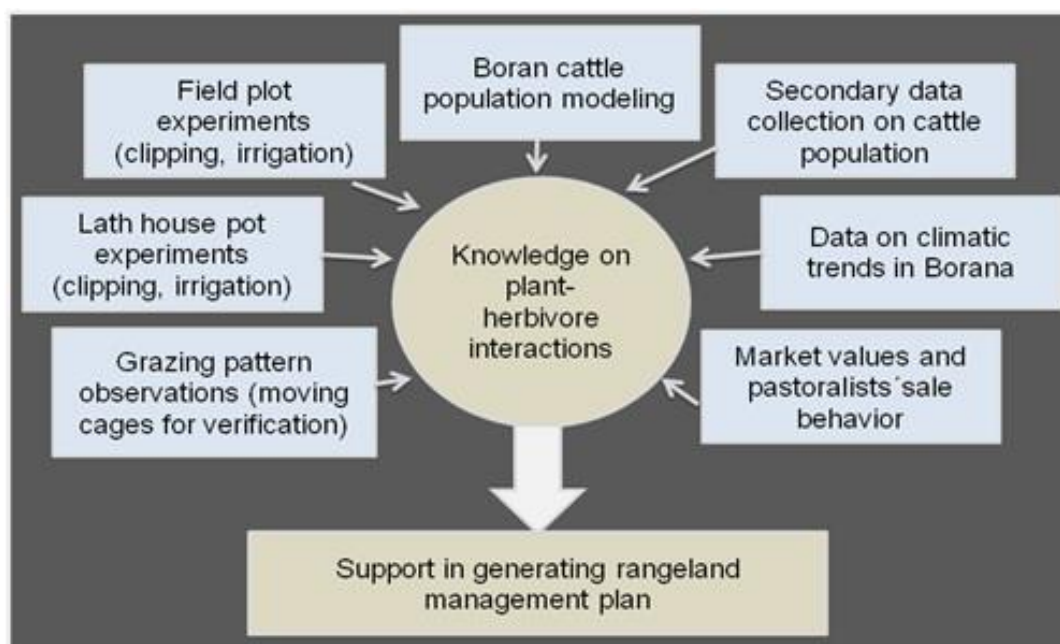 Boran cattle
population modeling
Field plot
experiments
(clipping, irrigation)
Secondary data
collection on cattle
population
Lath house pot
experiments
(clipping, irrigation)
Knowledge on
plant-
herbivore
interactions
Data on climatic
trends in Borana
Grazing pattern
observations (moving
cages for verification)
Market values and
pastoralists´sale
behavior
Support in generating rangeland
management plan